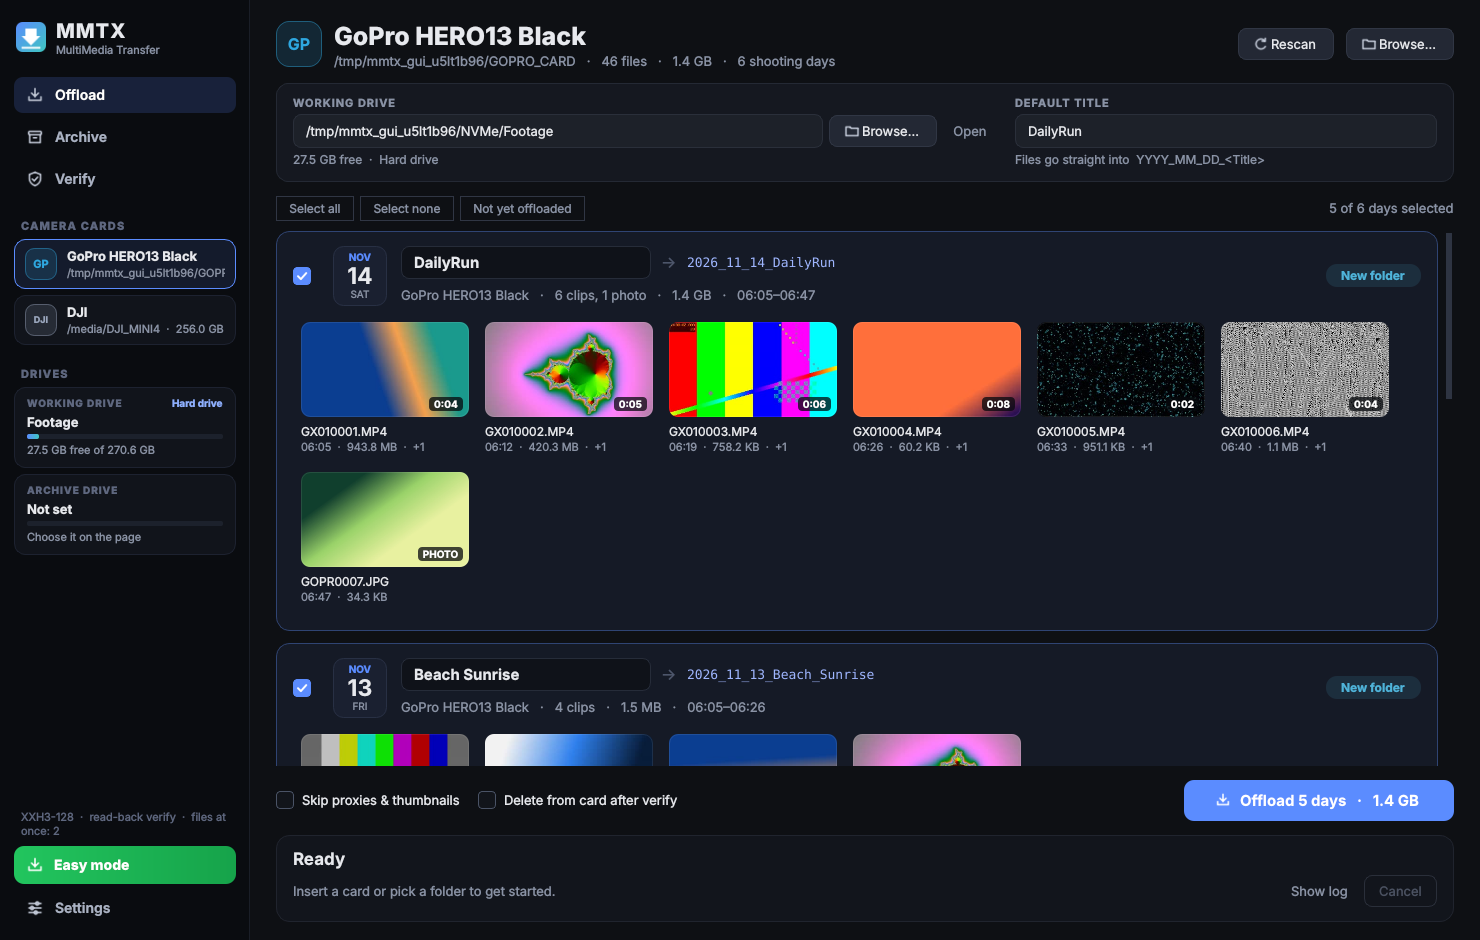 MMTX
MultiMedia Transfer
Offload
Archive
Verify
CAMERA CARDS
GP
GoPro HERO13 Black
/tmp/mmtx_gui_u5lt1b96/GOPF
DJI
DJI
/media/DJI_MINI4 · 256.0 GB
DRIVES
WORKING DRIVE Hard drive
Footage
27.5 GB free of 270.6 GB
ARCHIVE DRIVE
Not set
Choose it on the page
XXH3-128 · read-back verify · files at
once: 2
Easy mode
Settings
GP
GoPro HERO13 Black
/tmp/mmtx_gui_u5lt1b96/GOPRO_CARD · 46 files · 1.4 GB · 6 shooting days
Rescan
Browse...
WORKING DRIVE
/tmp/mmtx_gui_u5lt1b96/NVMe/Footage
Browse...
Open
27.5 GB free · Hard drive
DEFAULT TITLE
DailyRun
Files go straight into YYYY_MM_DD_<Title>
Select all
Select none
Not yet offloaded
5 of 6 days selected
NOV
14
SAT
DailyRun
→ 2026_11_14_DailyRun
GoPro HERO13 Black · 6 clips, 1 photo · 1.4 GB · 06:05–06:47
New folder
0:04
GX010001.MP4
06:05 · 943.8 MB · +1
0:05
GX010002.MP4
06:12 · 420.3 MB · +1
0:06
GX010003.MP4
06:19 · 758.2 KB · +1
0:08
GX010004.MP4
06:26 · 60.2 KB · +1
0:02
GX010005.MP4
06:33 · 951.1 KB · +1
0:04
GX010006.MP4
06:40 · 1.1 MB · +1
PHOTO
GOPR0007.JPG
06:47 · 34.3 KB
NOV
13
FRI
Beach Sunrise
→ 2026_11_13_Beach_Sunrise
GoPro HERO13 Black · 4 clips · 1.5 MB · 06:05–06:26
New folder
Skip proxies & thumbnails
Delete from card after verify
Offload 5 days · 1.4 GB
Ready
Insert a card or pick a folder to get started.
Show log
Cancel